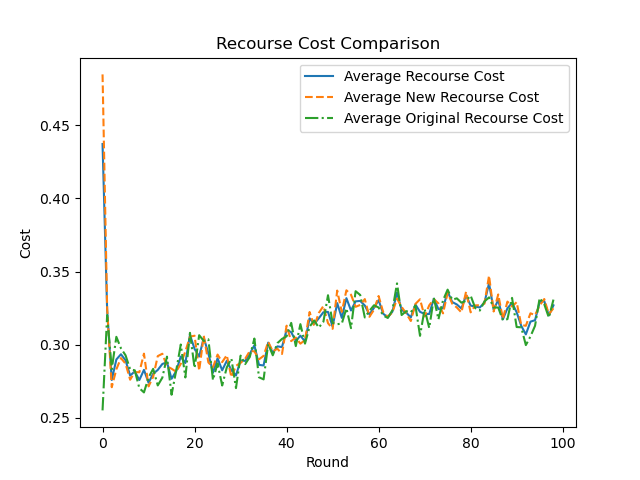 Recourse Cost Comparison
Average Recourse Cost
Average New Recourse Cost
Average Original Recourse Cost
Cost
0.45
0.40
0.35
0.30
0.25
0 20 40 60 80 100
Round